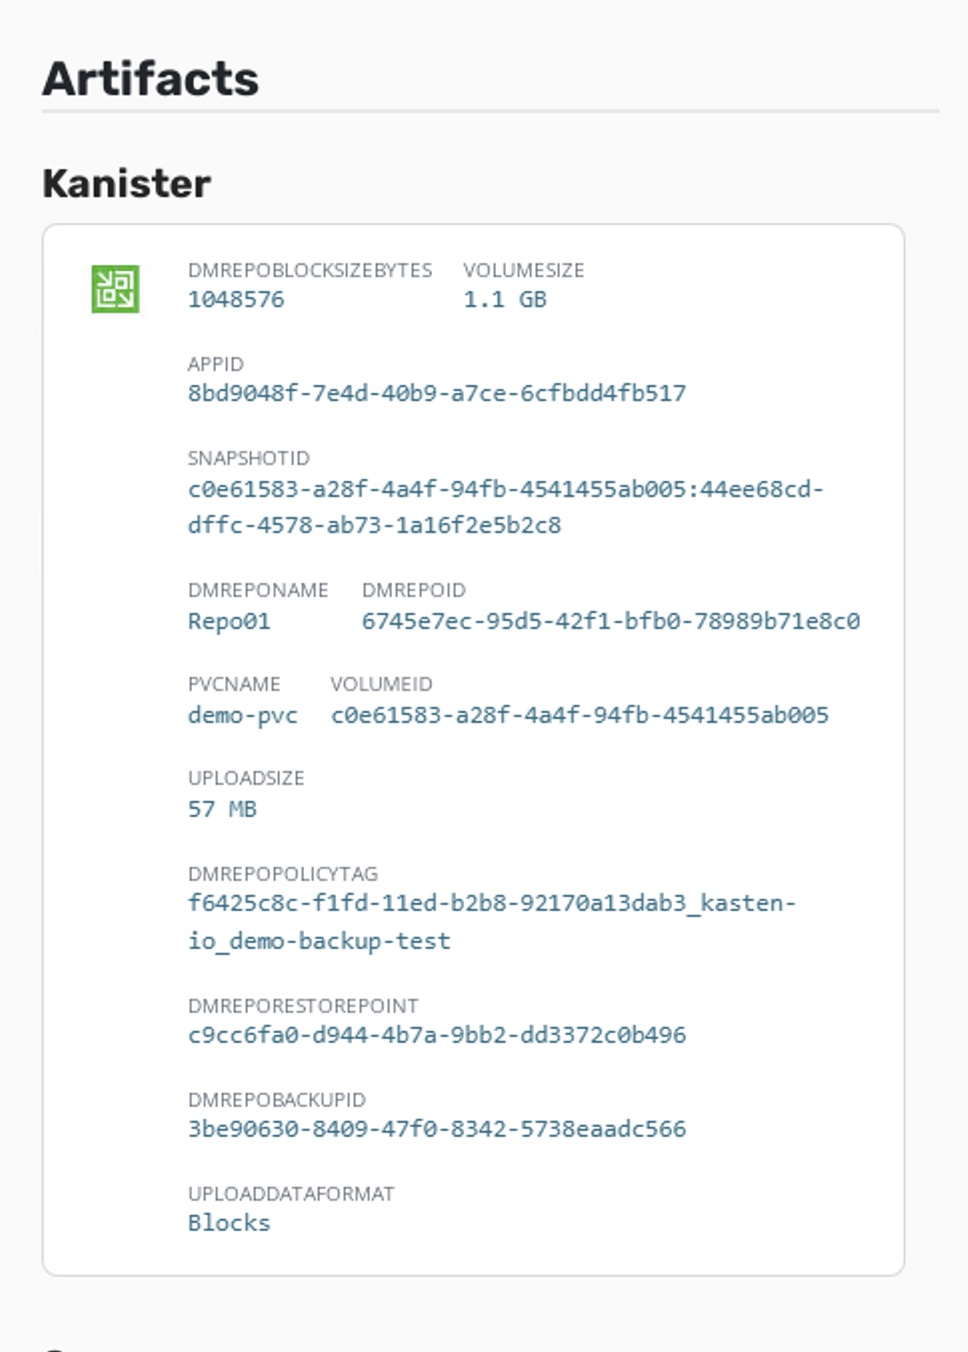 Artifacts
Kanister
DMREPOBLOCKSIZEBYTES VOLUMESIZE
1048576 1.1 GB
APPID
8bd9048f-7e4d-40b9-a7ce-6cfbdd4fb517
SNAPSHOTID
c0e61583-a28f-4a4f-94fb-4541455ab005:44ee68cd-
dffc-4578-ab73-1a16f2e5b2c8
DMREPONAME DMREPOID
Repo01 6745e7ec-95d5-42f1-bfb0-78989b71e8c0
PVCNAME VOLUMEID
demo-pvc c0e61583-a28f-4a4f-94fb-4541455ab005
UPLOADSIZE
57 MB
DMREPOPOLICYTAG
f6425c8c-f1fd-11ed-b2b8-92170a13dab3_kasten-
io_demo-backup-test
DMREPORESTOREPOINT
c9cc6fa0-d944-4b7a-9bb2-dd3372c0b496
DMREPOBACKUPID
3be90630-8409-47f0-8342-5738eaadc566
UPLOADDATAFORMAT
Blocks